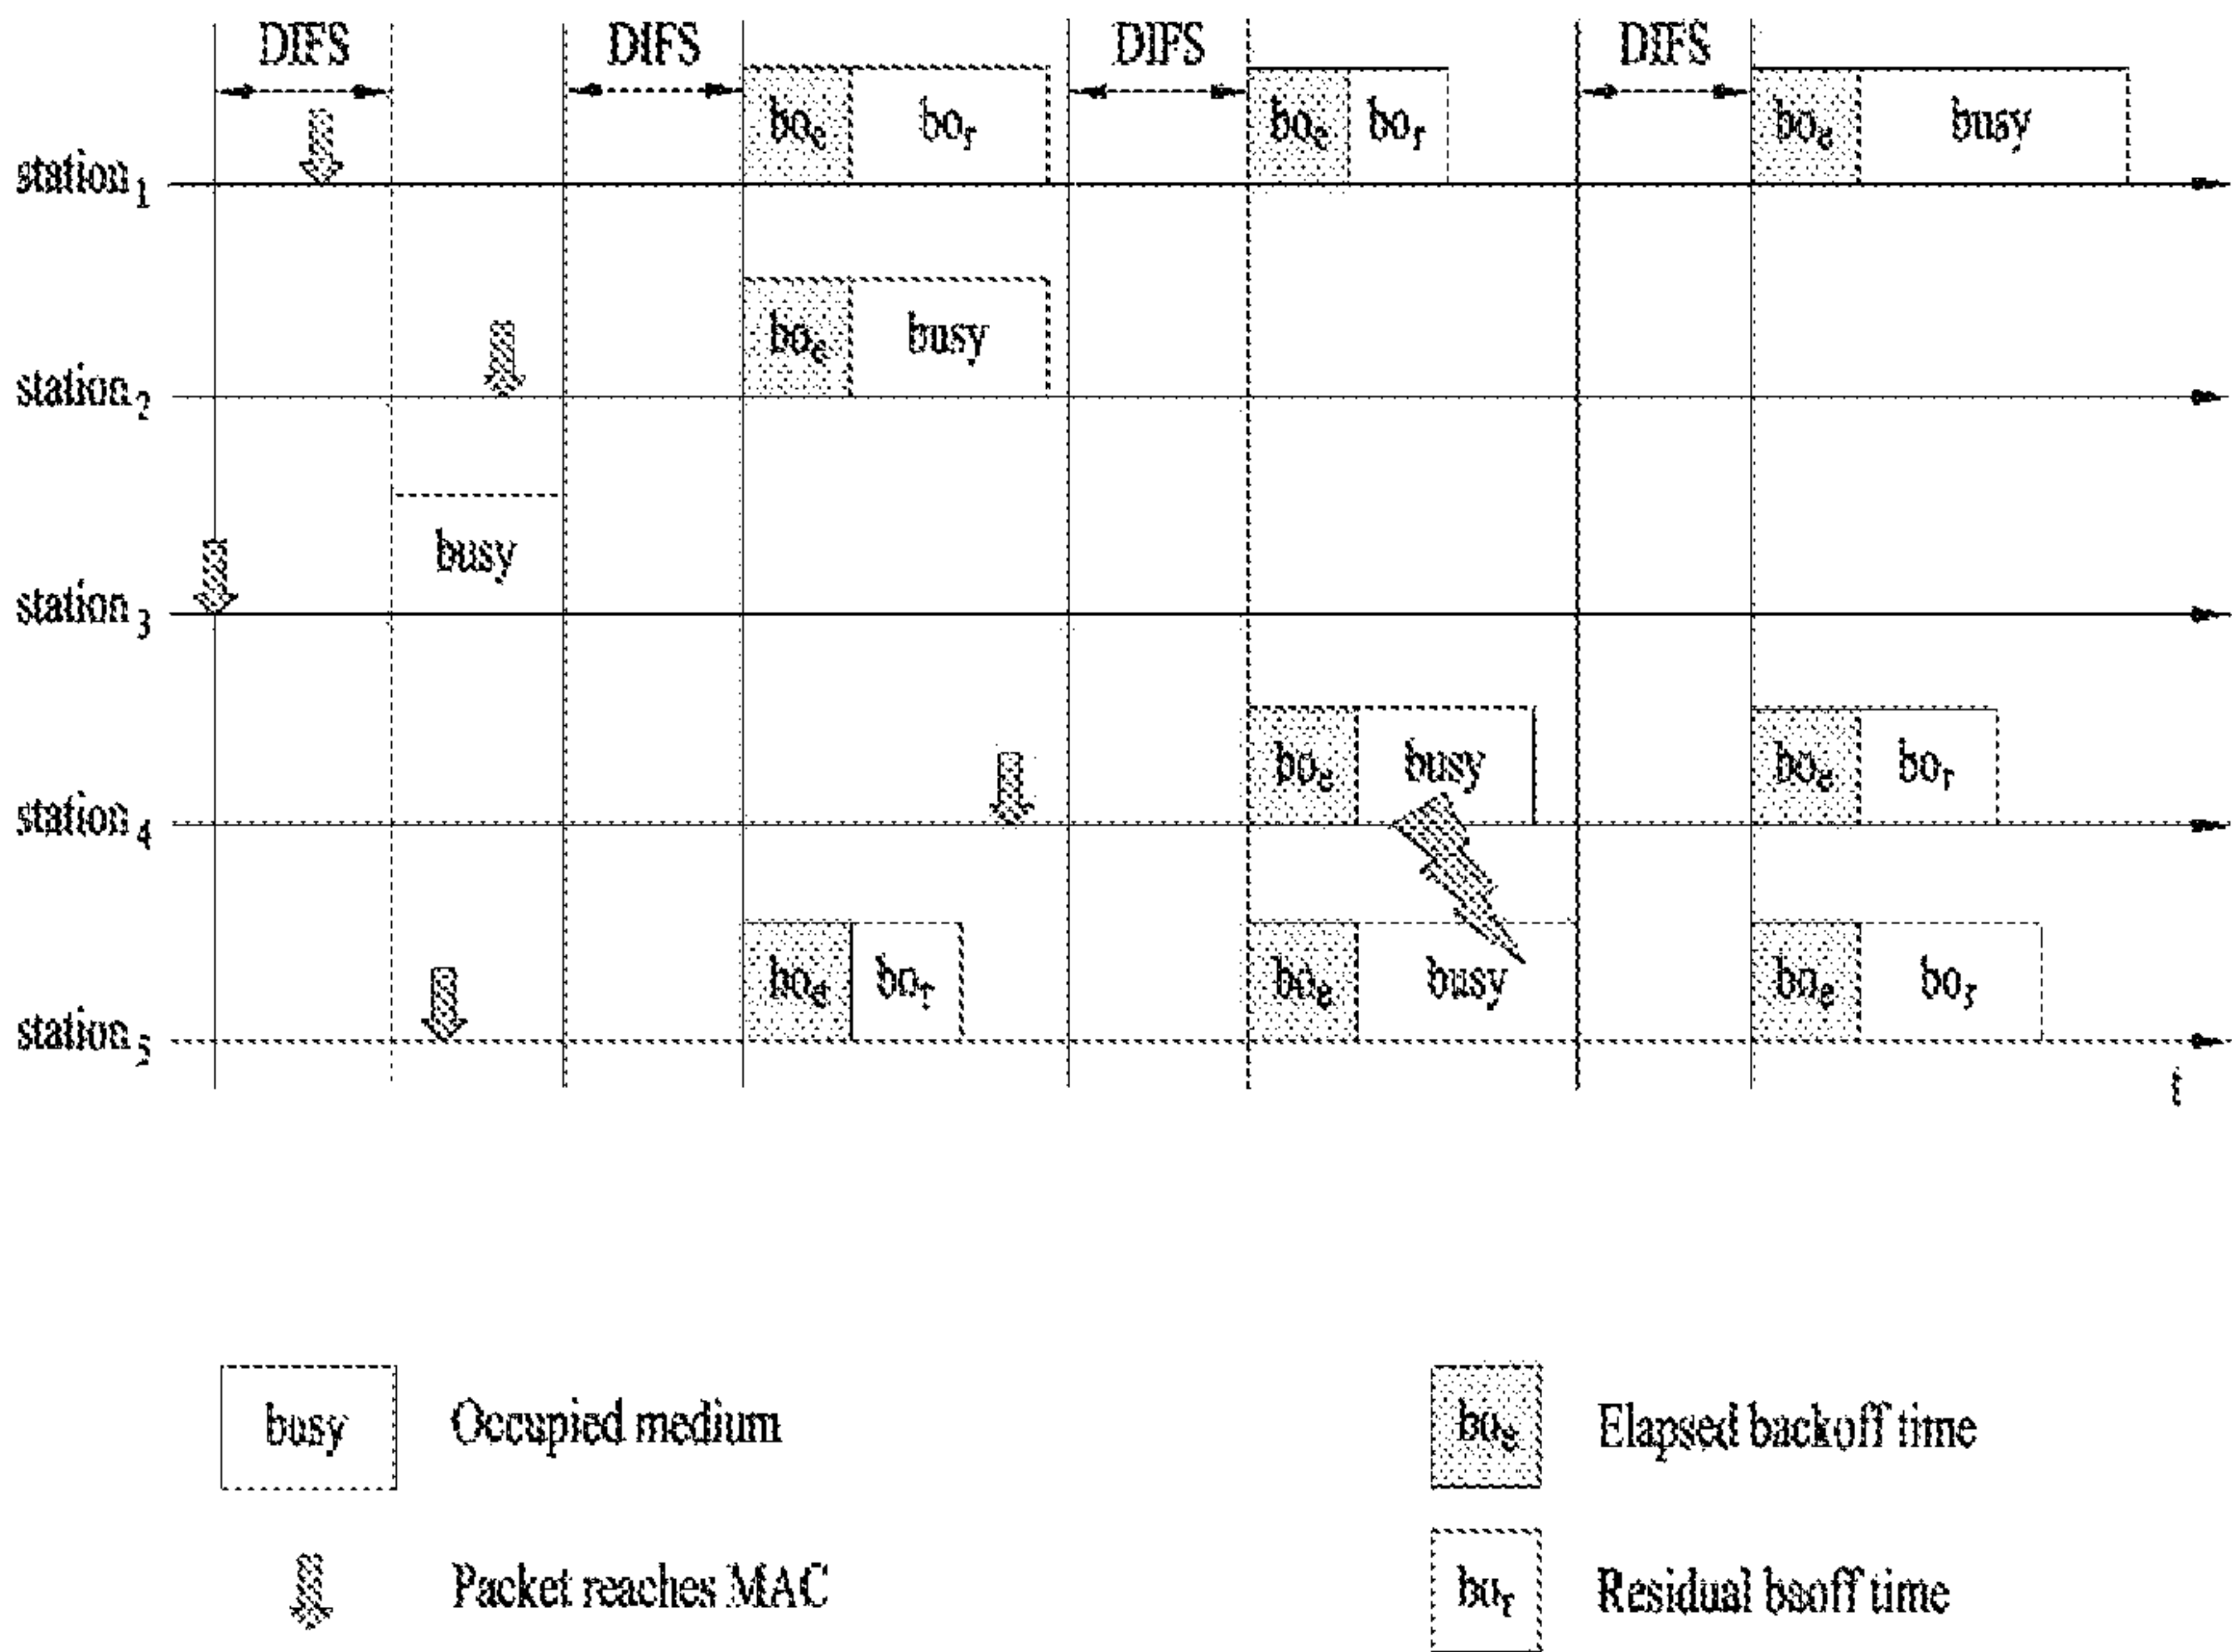 DIFS DIFS DIFS DIFS
bo_e bo_r bo_e bo_r bo_e busy
station_1
bo_e busy
station_2
busy
station_3
bo_e busy bo_e bo_r
station_4
bo_e bo_r bo_e busy bo_e bo_r
station_5
t
busy Occupied medium
bo_e Elapsed backoff time
Packet reaches MAC
bo_r Residual baoff time